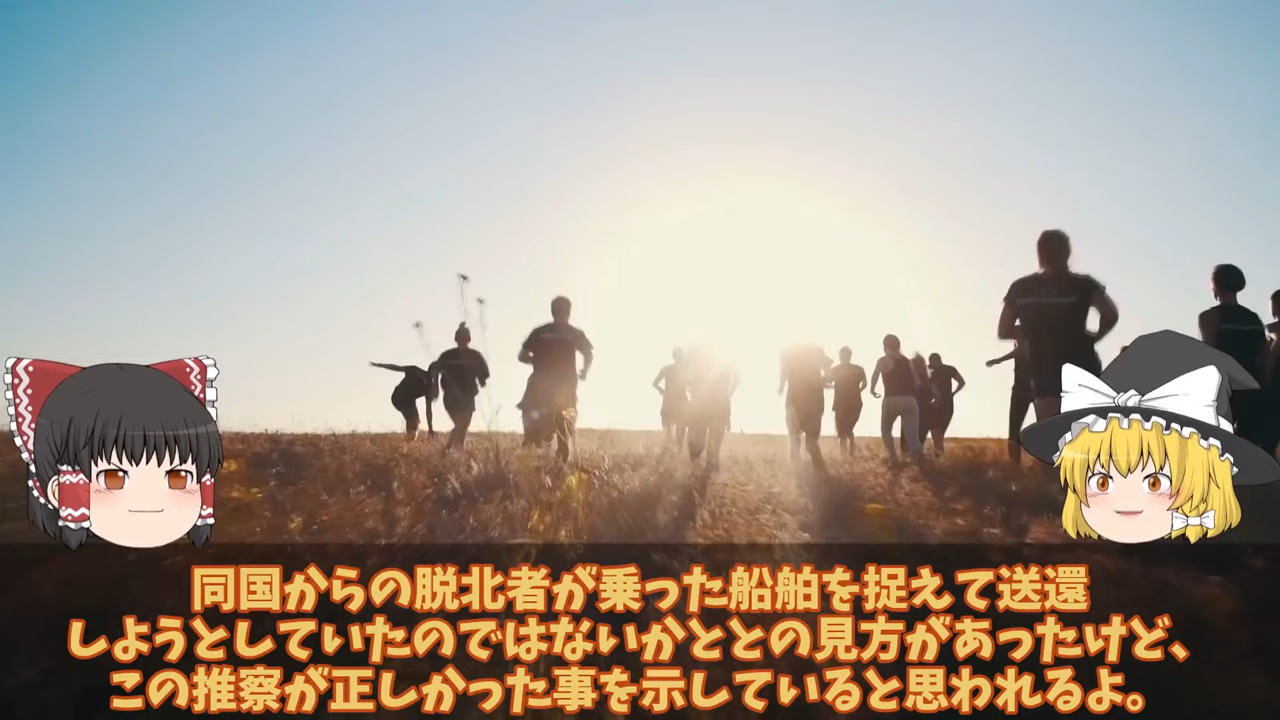 同国からの脱北者が乗った船舶を捉えて送還
しようとしていたのではないかととの見方があったけど、
この推察が正しかった事を示していると思われるよ。